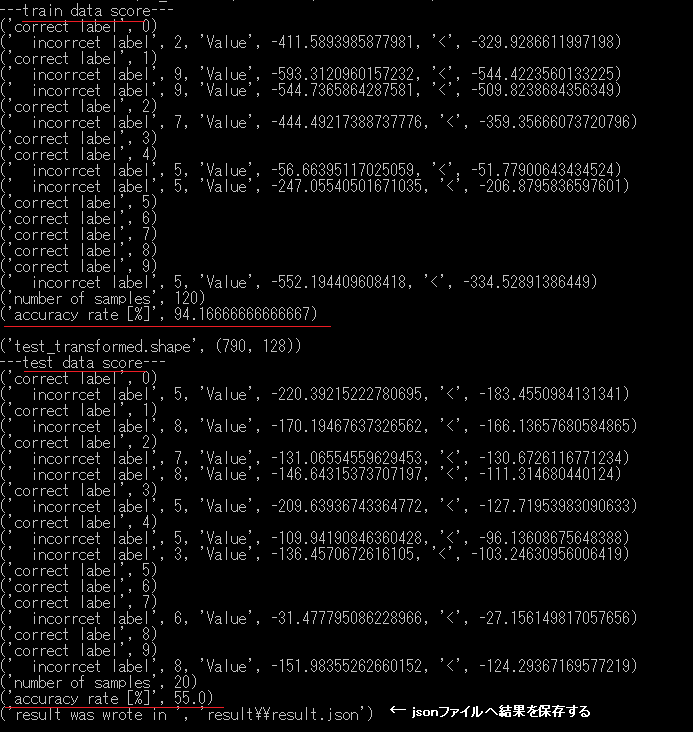 ---train data score---
('correct label', 0)
('   incorrcet label', 2, 'Value', -411.5893985877981, '<', -329.9286611997198)
('correct label', 1)
('   incorrcet label', 9, 'Value', -593.3120960157232, '<', -544.4223560133225)
('   incorrcet label', 9, 'Value', -544.7365864287581, '<', -509.8238684356349)
('correct label', 2)
('   incorrcet label', 7, 'Value', -444.49217388737776, '<', -359.35666073720796)
('correct label', 3)
('correct label', 4)
('   incorrcet label', 5, 'Value', -56.66395117025059, '<', -51.77900643434524)
('   incorrcet label', 5, 'Value', -247.05540501671035, '<', -206.8795836597601)
('correct label', 5)
('correct label', 6)
('correct label', 7)
('correct label', 8)
('correct label', 9)
('   incorrcet label', 5, 'Value', -552.194409608418, '<', -334.52891386449)
('number of samples', 120)
('accuracy rate [%]', 94.16666666666667)
('test_transformed.shape', (790, 128))
---test data score---
('correct label', 0)
('   incorrcet label', 5, 'Value', -220.39215222780695, '<', -183.4550984131341)
('correct label', 1)
('   incorrcet label', 8, 'Value', -170.19467637326562, '<', -166.13657680584865)
('correct label', 2)
('   incorrcet label', 7, 'Value', -131.06554559629453, '<', -130.6726116771234)
('   incorrcet label', 8, 'Value', -146.64315373707197, '<', -111.314680440124)
('correct label', 3)
('   incorrcet label', 5, 'Value', -209.63936743364772, '<', -127.71953983090633)
('correct label', 4)
('   incorrcet label', 5, 'Value', -109.94190846360428, '<', -96.13608675648388)
('   incorrcet label', 3, 'Value', -136.4570672616105, '<', -103.24630956006419)
('correct label', 5)
('correct label', 6)
('correct label', 7)
('   incorrcet label', 6, 'Value', -31.477795086228966, '<', -27.156149817057656)
('correct label', 8)
('correct label', 9)
('   incorrcet label', 8, 'Value', -151.98355262660152, '<', -124.29367169577219)
('number of samples', 20)
('accuracy rate [%]', 55.0)
('result was wrote in ', 'result¥¥result.json') ← jsonファイルへ結果を保存する